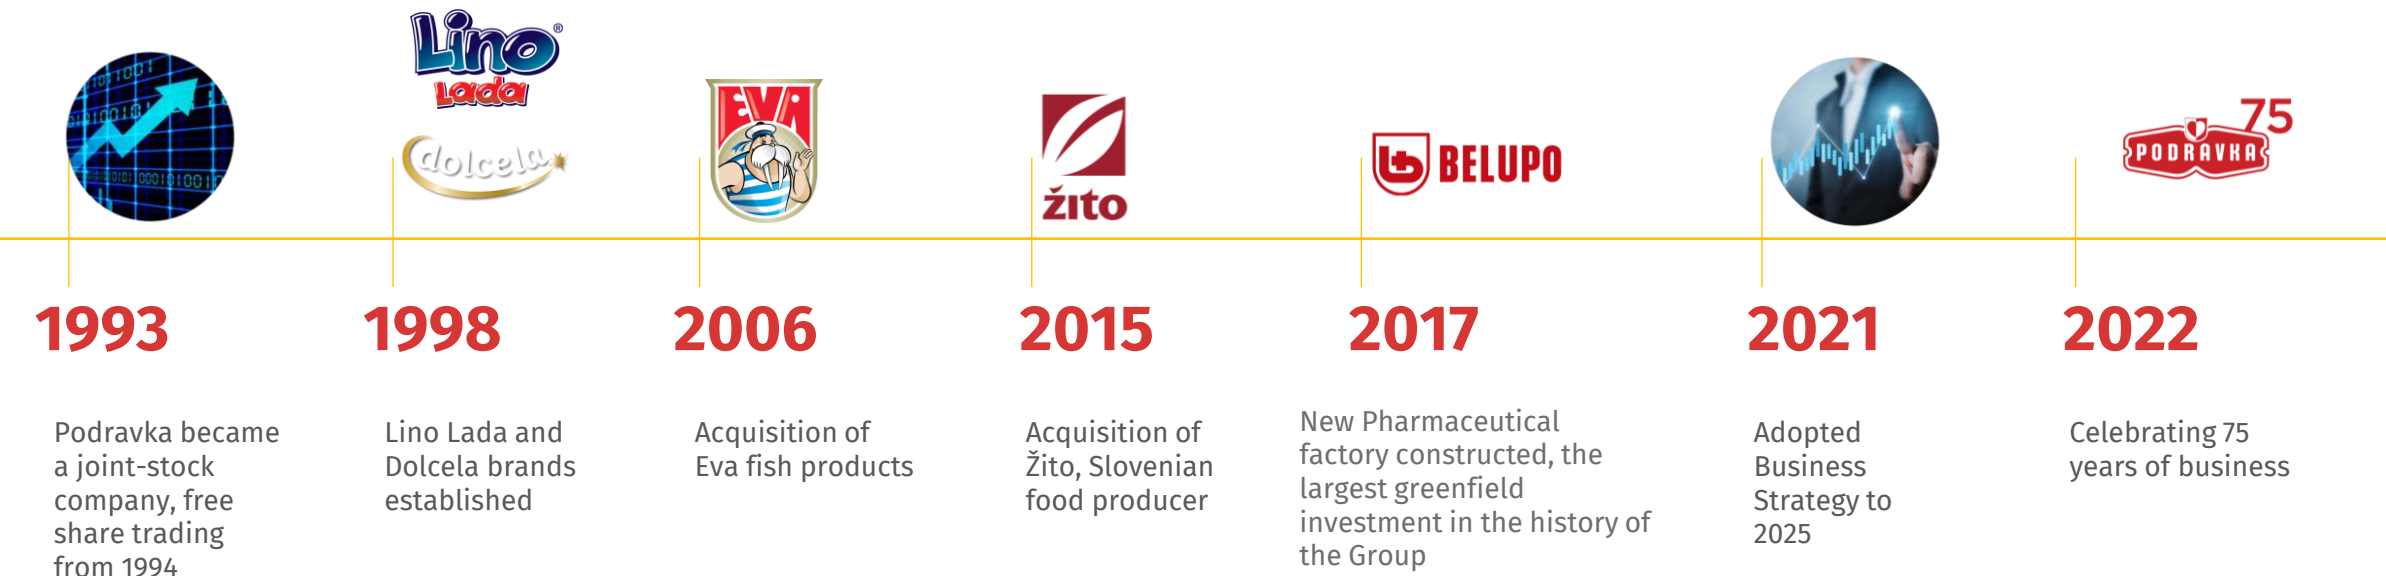 Lino®
Lada
dolcela
EVA
žito
BELUPO
75
PODRAVKA
1993
1998
2006
2015
2017
2021
2022
Podravka became
a joint-stock
company, free
share trading
from 1994
Lino Lada and
Dolcela brands
established
Acquisition of
Eva fish products
Acquisition of
Žito, Slovenian
food producer
New Pharmaceutical
factory constructed, the
largest greenfield
investment in the history of
the Group
Adopted
Business
Strategy to
2025
Celebrating 75
years of business